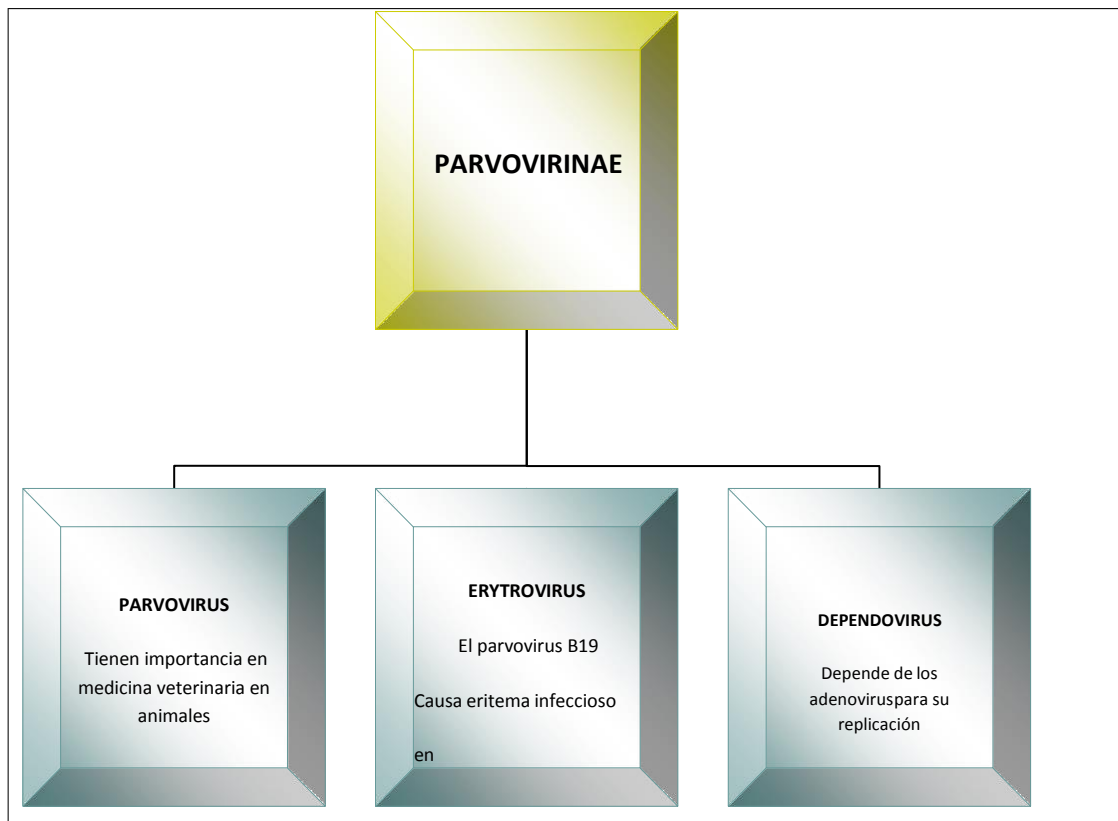 PARVOVIRINAE
PARVOVIRUS
Tienen importancia en
medicina veterinaria en
animales
ERYTROVIRUS
El parvovirus B19
Causa eritema infeccioso
en
DEPENDOVIRUS
Depende de los
adenoviruspara su
replicación